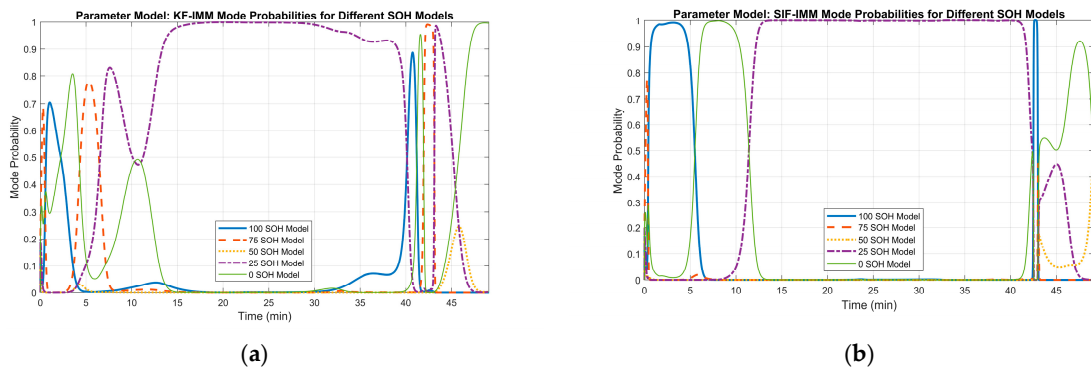 Parameter Model: KF-IMM Mode Probabilities for Different SOH Models
1
0.9
0.8
0.7
0.6
0.5
0.4
0.3
0.2
0.1
0
Mode Probability
100 SOH Model
75 SOH Model
50 SOH Model
25 SOH Model
0 SOH Model
0 5 10 15 20 25 30 35 40 45
Time (min)
(a)
Parameter Model: SIF-IMM Mode Probabilities for Different SOH Models
1
0.9
0.8
0.7
0.6
0.5
0.4
0.3
0.2
0.1
0
Mode Probability
100 SOH Model
75 SOH Model
50 SOH Model
25 SOH Model
0 SOH Model
0 5 10 15 20 25 30 35 40 45
Time (min)
(b)